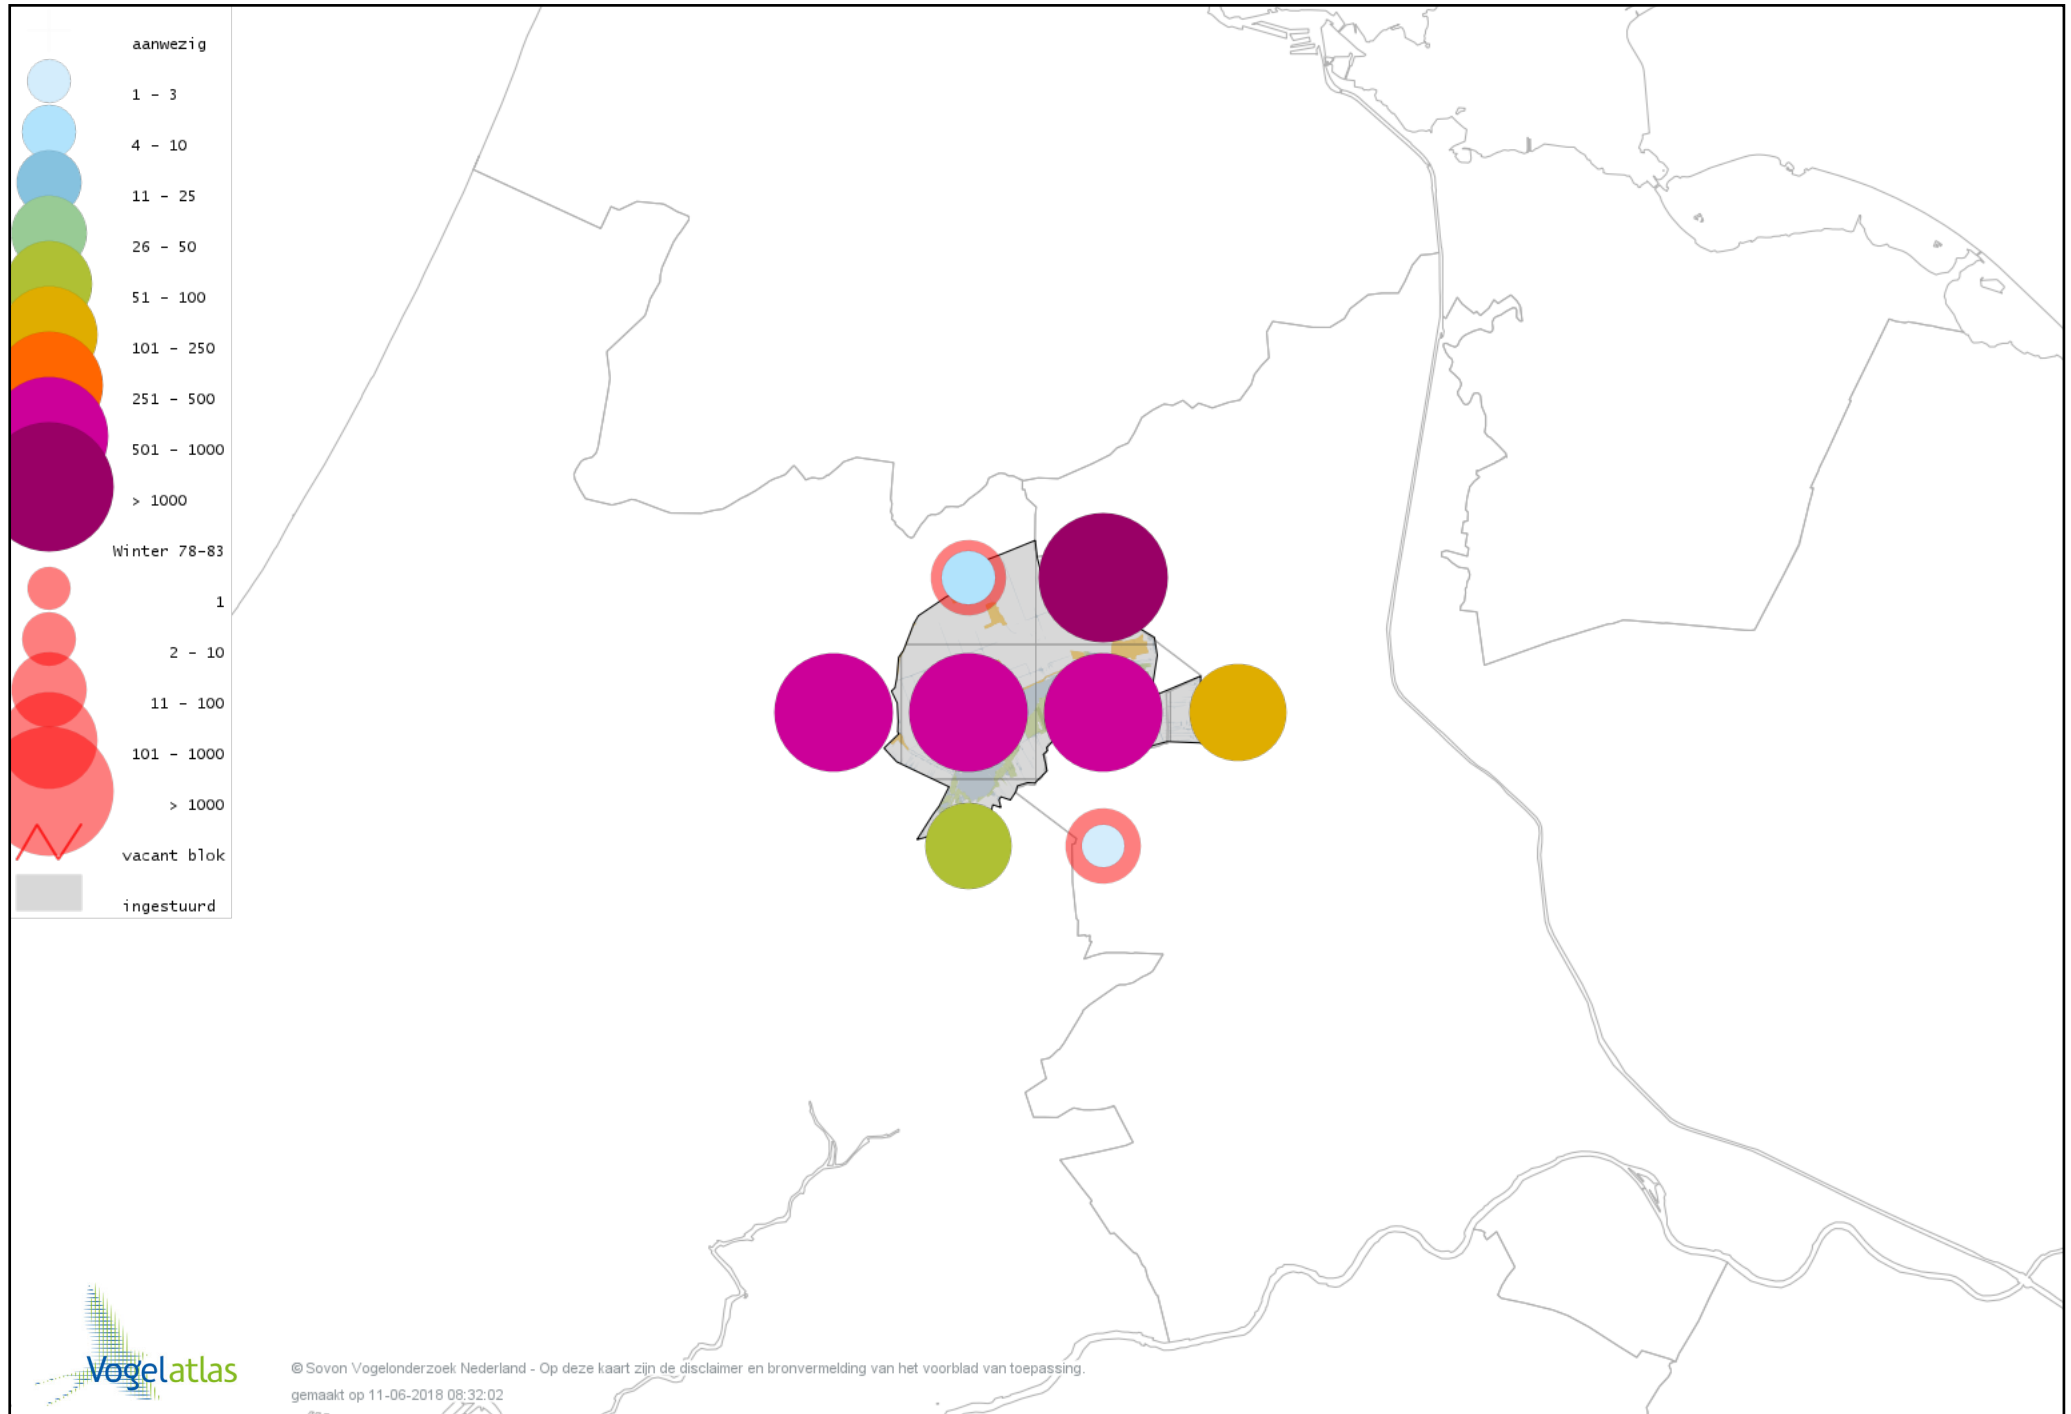 aanwezig
1 - 3
4 - 10
11 - 25
26 - 50
51 - 100
101 - 250
251 - 500
501 - 1000
> 1000
Winter 78-83
1
2 - 10
11 - 100
101 - 1000
> 1000
vacant blok
ingestuurd
Vogelatlas
© Sovon Vogelonderzoek Nederland - Op deze kaart zijn de disclaimer en bronvermelding van het voorblad van toepassing.
gemaakt op 11-06-2018 08:32:02